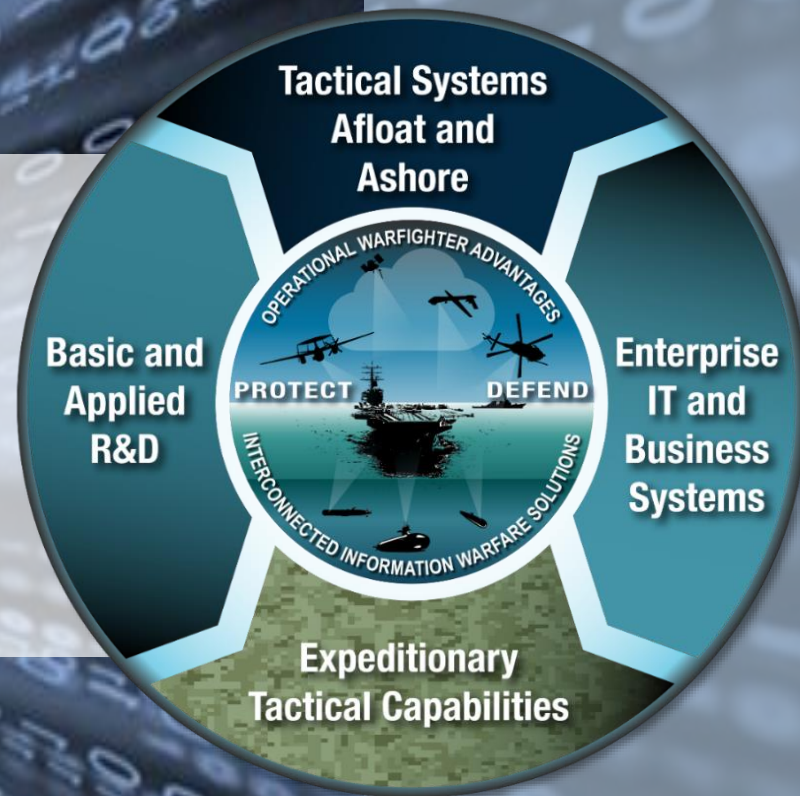 Tactical Systems
Afloat and
Ashore
OPERATIONAL WARFIGHTER ADVANTAGES
Basic and
Applied
R&D
PROTECT
DEFEND
Enterprise
IT and
Business
Systems
INTERCONNECTED INFORMATION WARFARE SOLUTIONS
Expeditionary
Tactical Capabilities